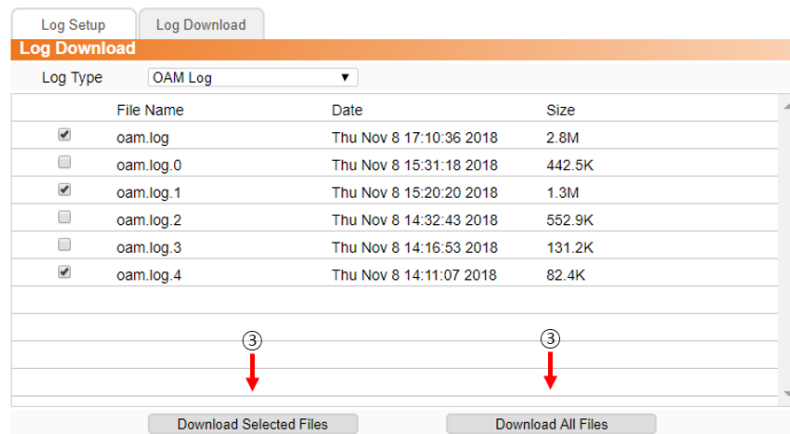 Log Setup Log Download
Log Download
Log Type OAM Log
File Name Date Size
oam.log Thu Nov 8 17:10:36 2018 2.8M
oam.log.0 Thu Nov 8 15:31:18 2018 442.5K
oam.log.1 Thu Nov 8 15:20:20 2018 1.3M
oam.log.2 Thu Nov 8 14:32:43 2018 552.9K
oam.log.3 Thu Nov 8 14:16:53 2018 131.2K
oam.log.4 Thu Nov 8 14:11:07 2018 82.4K
③ ③
Download Selected Files Download All Files